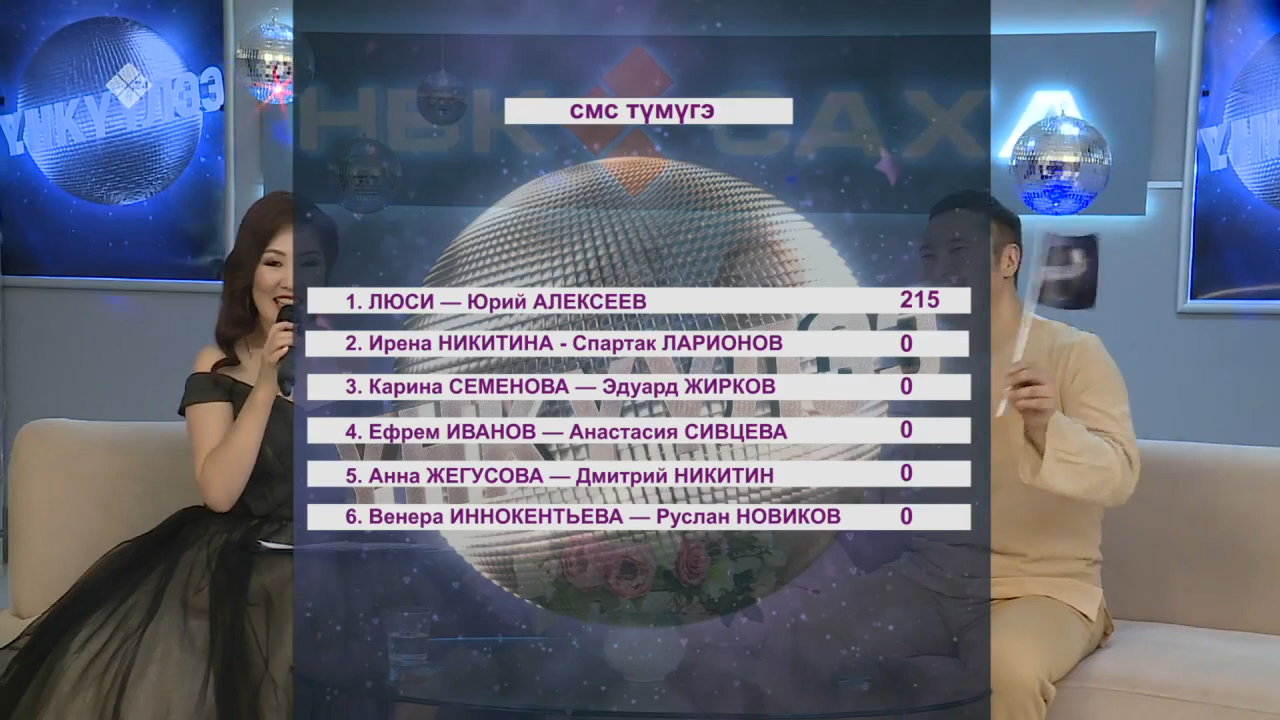 ҮҤКҮҮЛЭЭ
НВК САХ
СМС ТҮМҮГЭ
1. ЛЮСИ — Юрий АЛЕКСЕЕВ 215
2. Ирена НИКИТИНА - Спартак ЛАРИОНОВ 0
3. Карина СЕМЕНОВА — Эдуард ЖИРКОВ 0
4. Ефрем ИВАНОВ — Анастасия СИВЦЕВА 0
5. Анна ЖЕГУСОВА — Дмитрий НИКИТИН 0
6. Венера ИННОКЕНТЬЕВА — Руслан НОВИКОВ 0